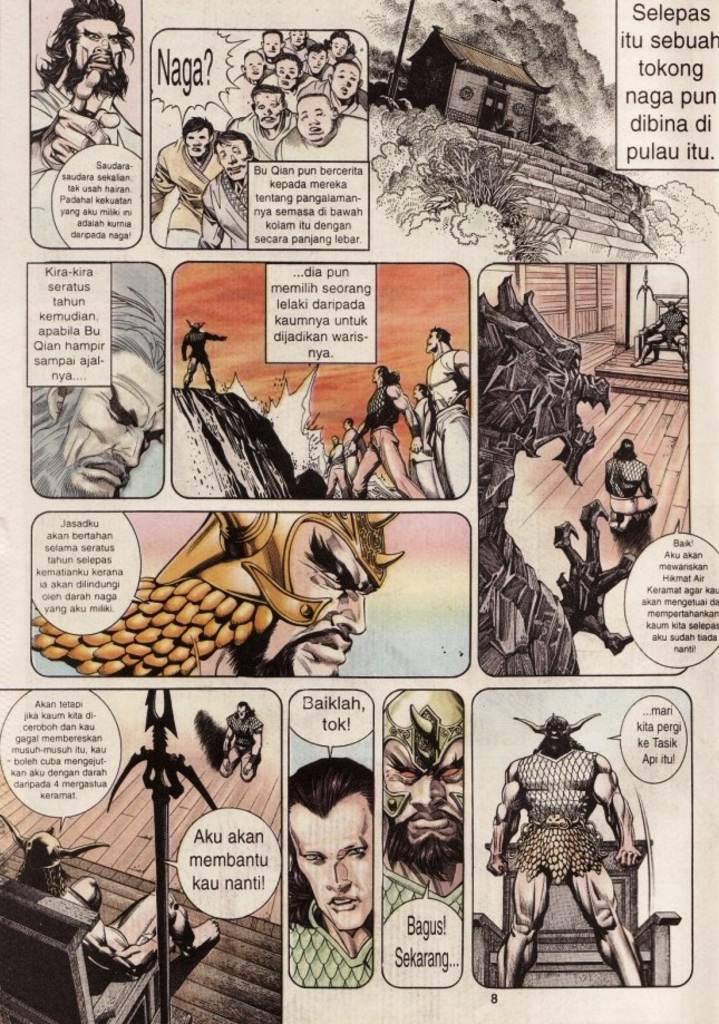 Saudara-
saudara sekalian,
tak usah hairan.
Padahal kekuatan
yang aku miliki ini
adalah kurnia
daripada naga!
Naga?
Bu Qian pun bercerita
kepada mereka
tentang pangalaman-
nya semasa di bawah
kolam itu dengan
secara panjang lebar.
Selepas
itu sebuah
tokong
naga pun
dibina di
pulau itu.
Kira-kira
seratus
tahun
kemudian,
apabila Bu
Qian hampir
sampai ajal-
nya....
...dia pun
memilih seorang
lelaki daripada
kaumnya untuk
dijadikan waris-
nya.
Baik!
Aku akan
mewariskan
Hikmat Air
Keramat agar kau
akan mengetuai da
mempertahankan
kaum kita selepas
aku sudah tiada
nanti!
Jasadku
akan bertahan
selama seratus
tahun selepas
kematianku kerana
ia akan dilindungi
oleh darah naga
yang aku miliki.
Akan tetapi
jika kaum kita di-
ceroboh dan kau
gagal membereskan
musuh-musuh itu, kau
boleh cuba mengejut-
kan aku dengan darah
daripada 4 mergastua
keramat.
Aku akan
membantu
kau nanti!
Baiklah,
tok!
Bagus!
Sekarang...
...mari
kita pergi
ke Tasik
Api itu!
8